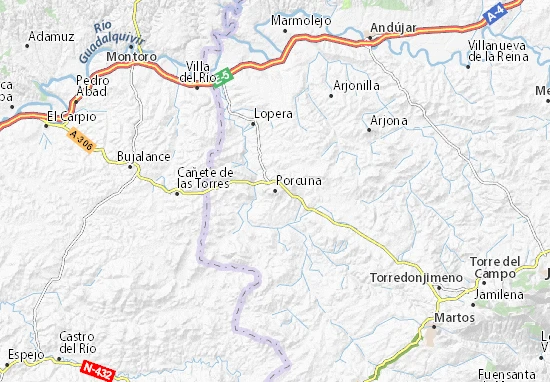 Marmolejo
A-4
Andújar
Adamuz
Río
Guadalquivir
Montoro
Villanueva
de la Reina
Villa
del Río
E-5
Pedro
Abad
Arjonilla
El Carpio
A-306
Lopera
Arjona
Bujalance
Cañete de
las Torres
Porcuna
Torredonjimeno
Torre del
Campo
Jamilena
Martos
Castro
del Río
Espejo
N-432
Fuensanta